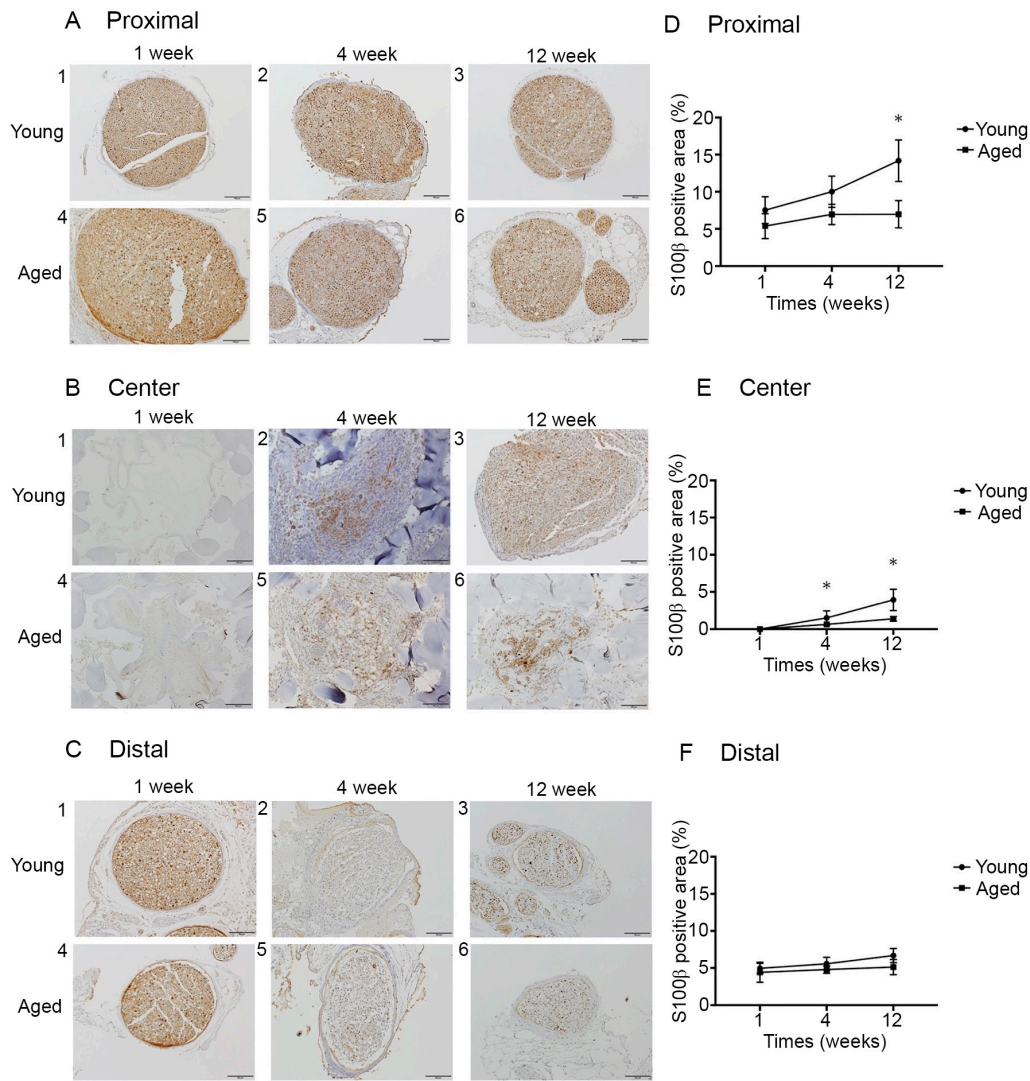 A Proximal
1 week 4 week 12 week
1 2 3
Young
4 5 6
Aged
D Proximal
S100β positive area (%)
20
15
10
5
0
*
1 4 12
Times (weeks)
Young
Aged
B Center
1 week 4 week 12 week
1 2 3
Young
4 5 6
Aged
E Center
S100β positive area (%)
20
15
10
5
0
* *
1 4 12
Times (weeks)
Young
Aged
C Distal
1 week 4 week 12 week
1 2 3
Young
4 5 6
Aged
F Distal
S100β positive area (%)
20
15
10
5
0
1 4 12
Times (weeks)
Young
Aged